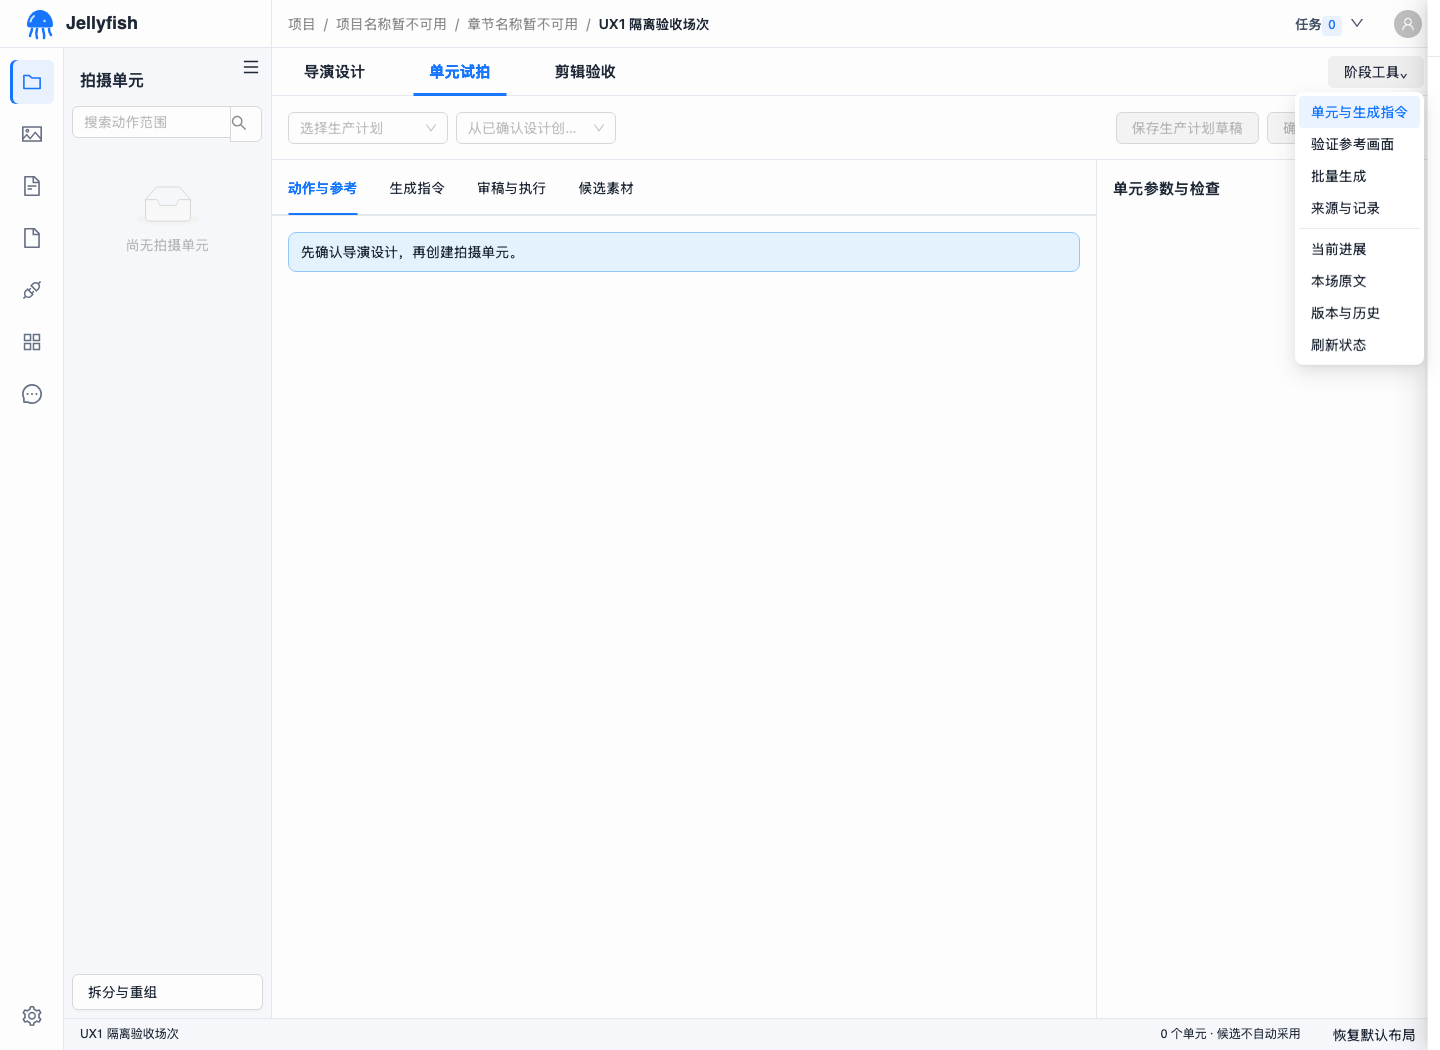 Jellyfish
项目 / 项目名称暂不可用 / 章节名称暂不可用 / UX1 隔离验收场次
任务 0
拍摄单元
导演设计
单元试拍
剪辑验收
阶段工具
搜索动作范围
选择生产计划
从已确认设计创...
保存生产计划草稿
确
单元与生成指令
验证参考画面
批量生成
来源与记录
当前进展
本场原文
版本与历史
刷新状态
动作与参考
生成指令
审稿与执行
候选素材
单元参数与检查
尚无拍摄单元
先确认导演设计，再创建拍摄单元。
拆分与重组
UX1 隔离验收场次
0 个单元 · 候选不自动采用
恢复默认布局